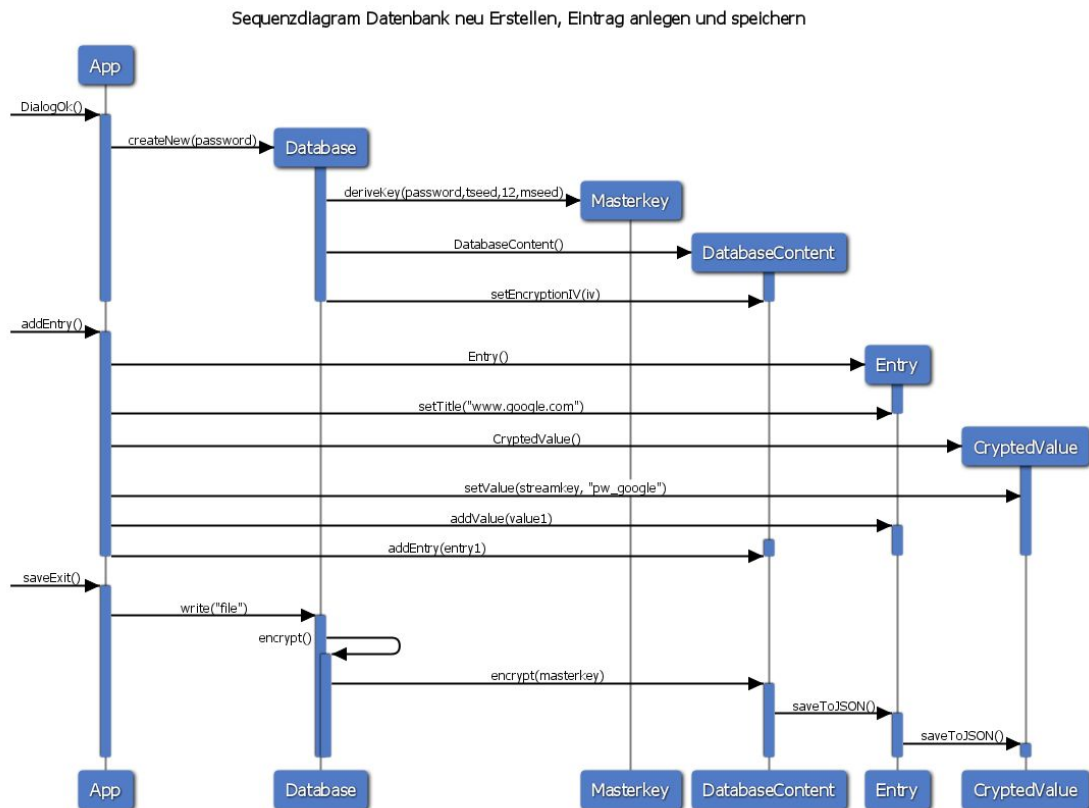 Sequenzdiagram Datenbank neu Erstellen, Eintrag anlegen und speichern
App
DialogOk()
createNew(password)
Database
deriveKey(password,tseed,12,mseed)
Masterkey
DatabaseContent()
DatabaseContent
setEncryptionIV(iv)
addEntry()
Entry()
Entry
setTitle("www.google.com")
CryptedValue()
CryptedValue
setValue(streamkey, "pw_google")
addValue(value1)
addEntry(entry1)
saveExit()
write("file")
encrypt()
encrypt(masterkey)
saveToJSON()
saveToJSON()
App
Database
Masterkey
DatabaseContent
Entry
CryptedValue